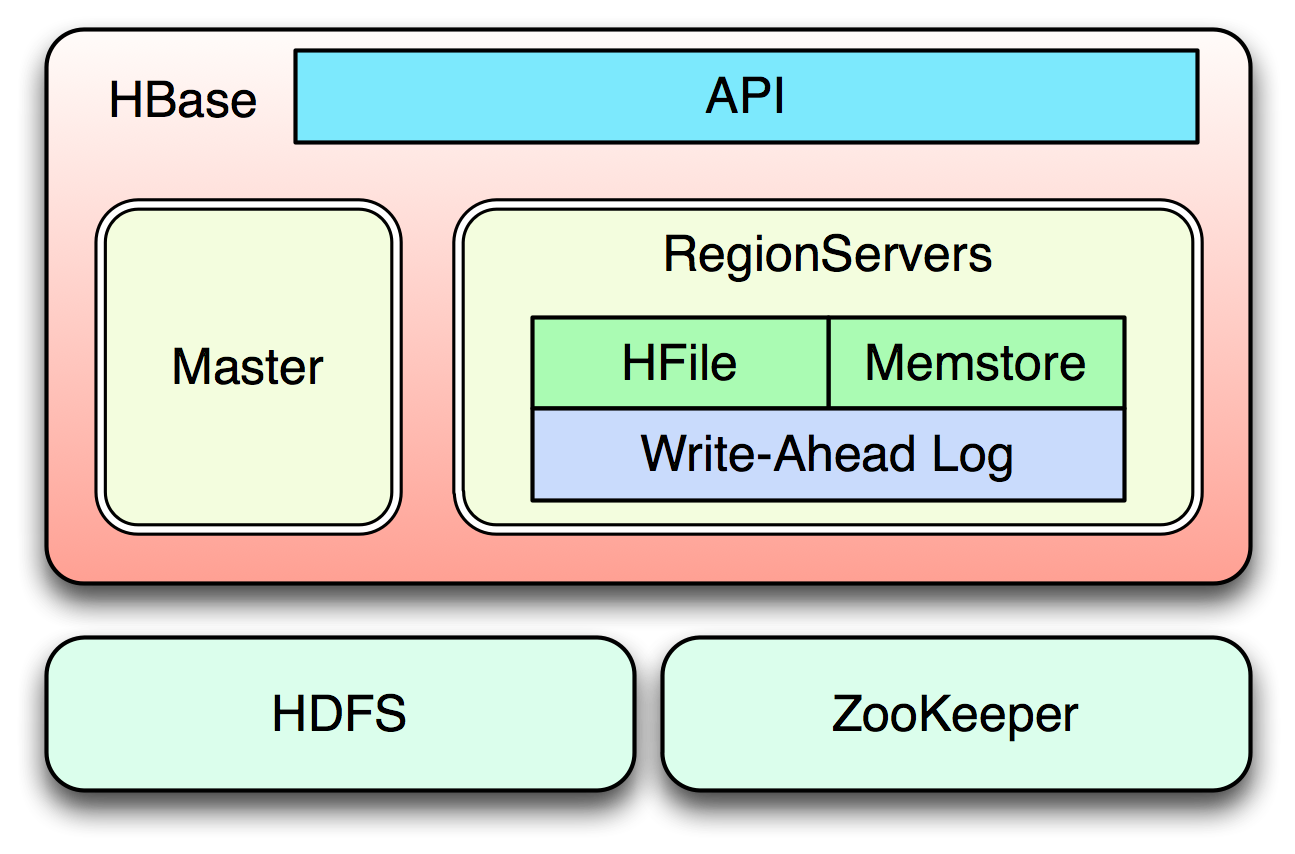 HBase
API
Master
RegionServers
HFile
Memstore
Write-Ahead Log
HDFS
ZooKeeper